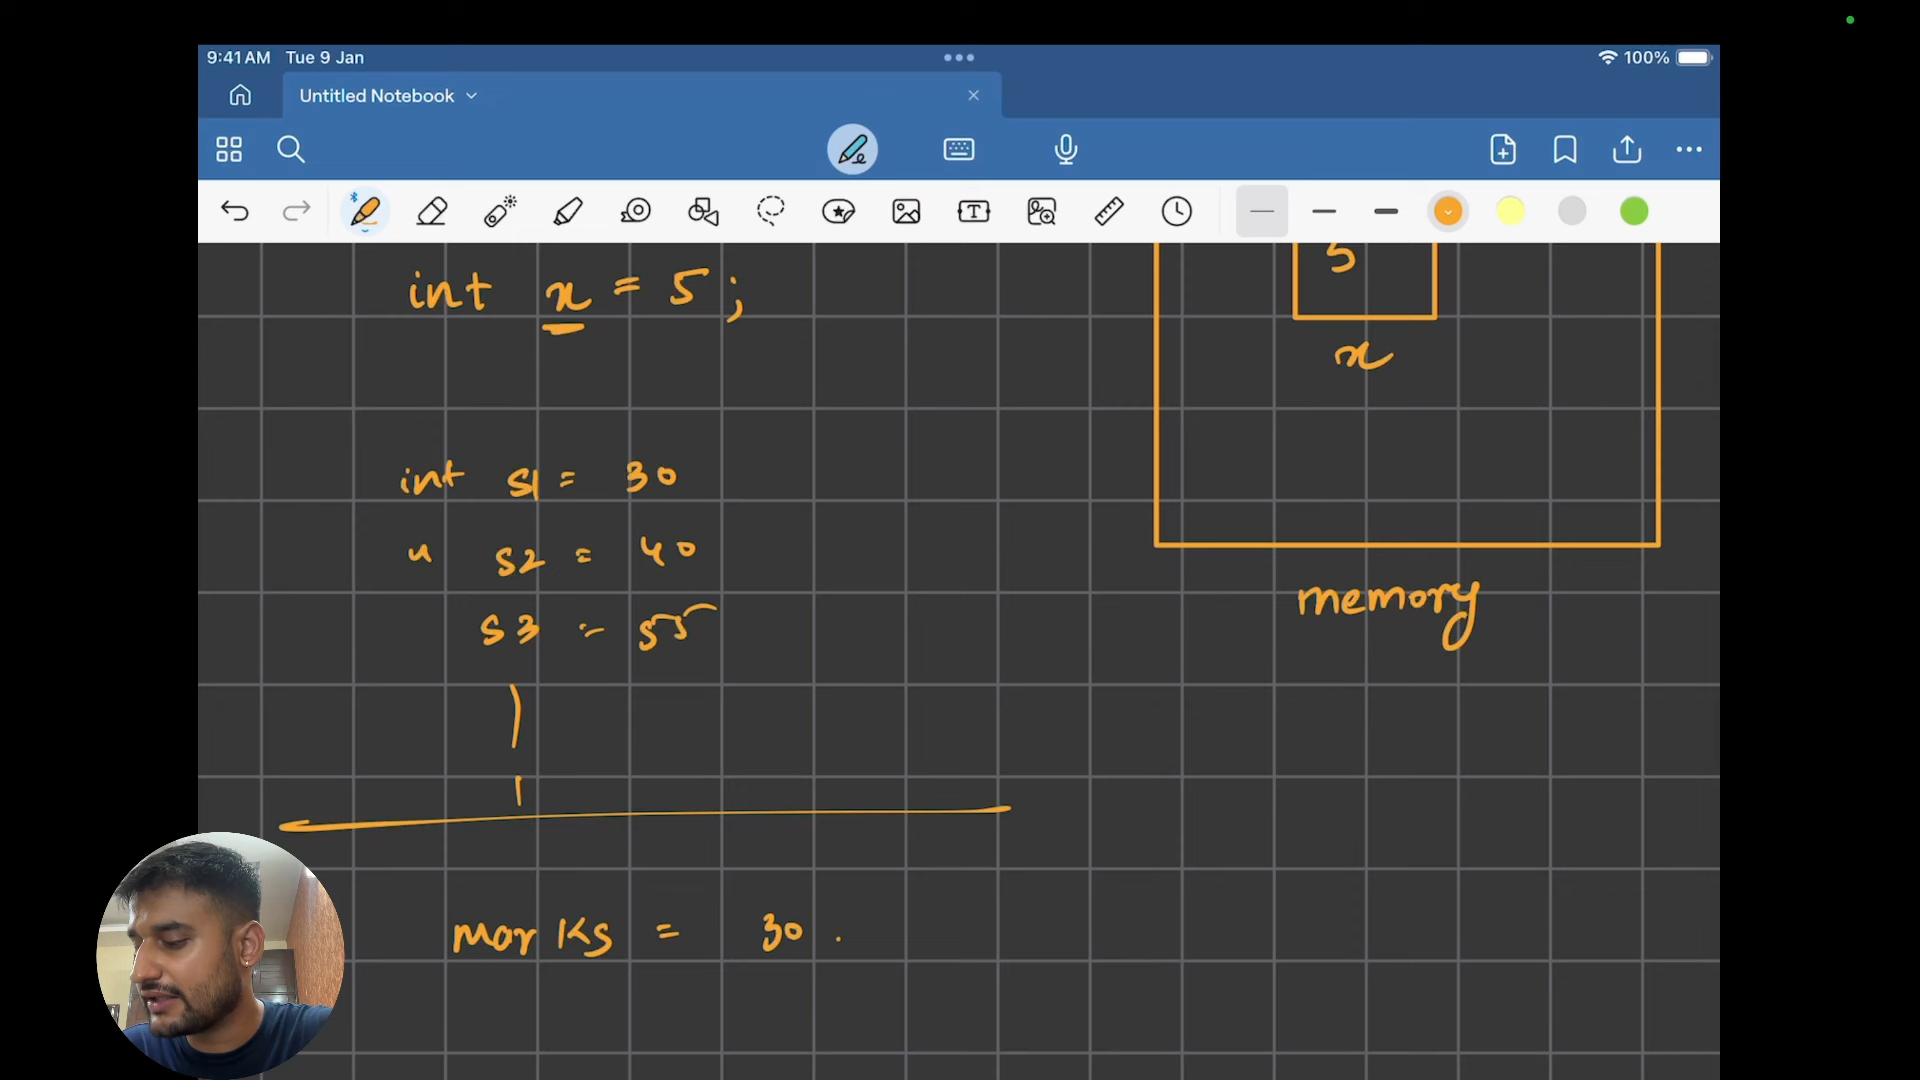 9:41 AM Tue 9 Jan
100%
Untitled Notebook
int x = 5;
5
x
int S1 = 30
" S2 = 40
S3 = 55
memory
marks = 30 .